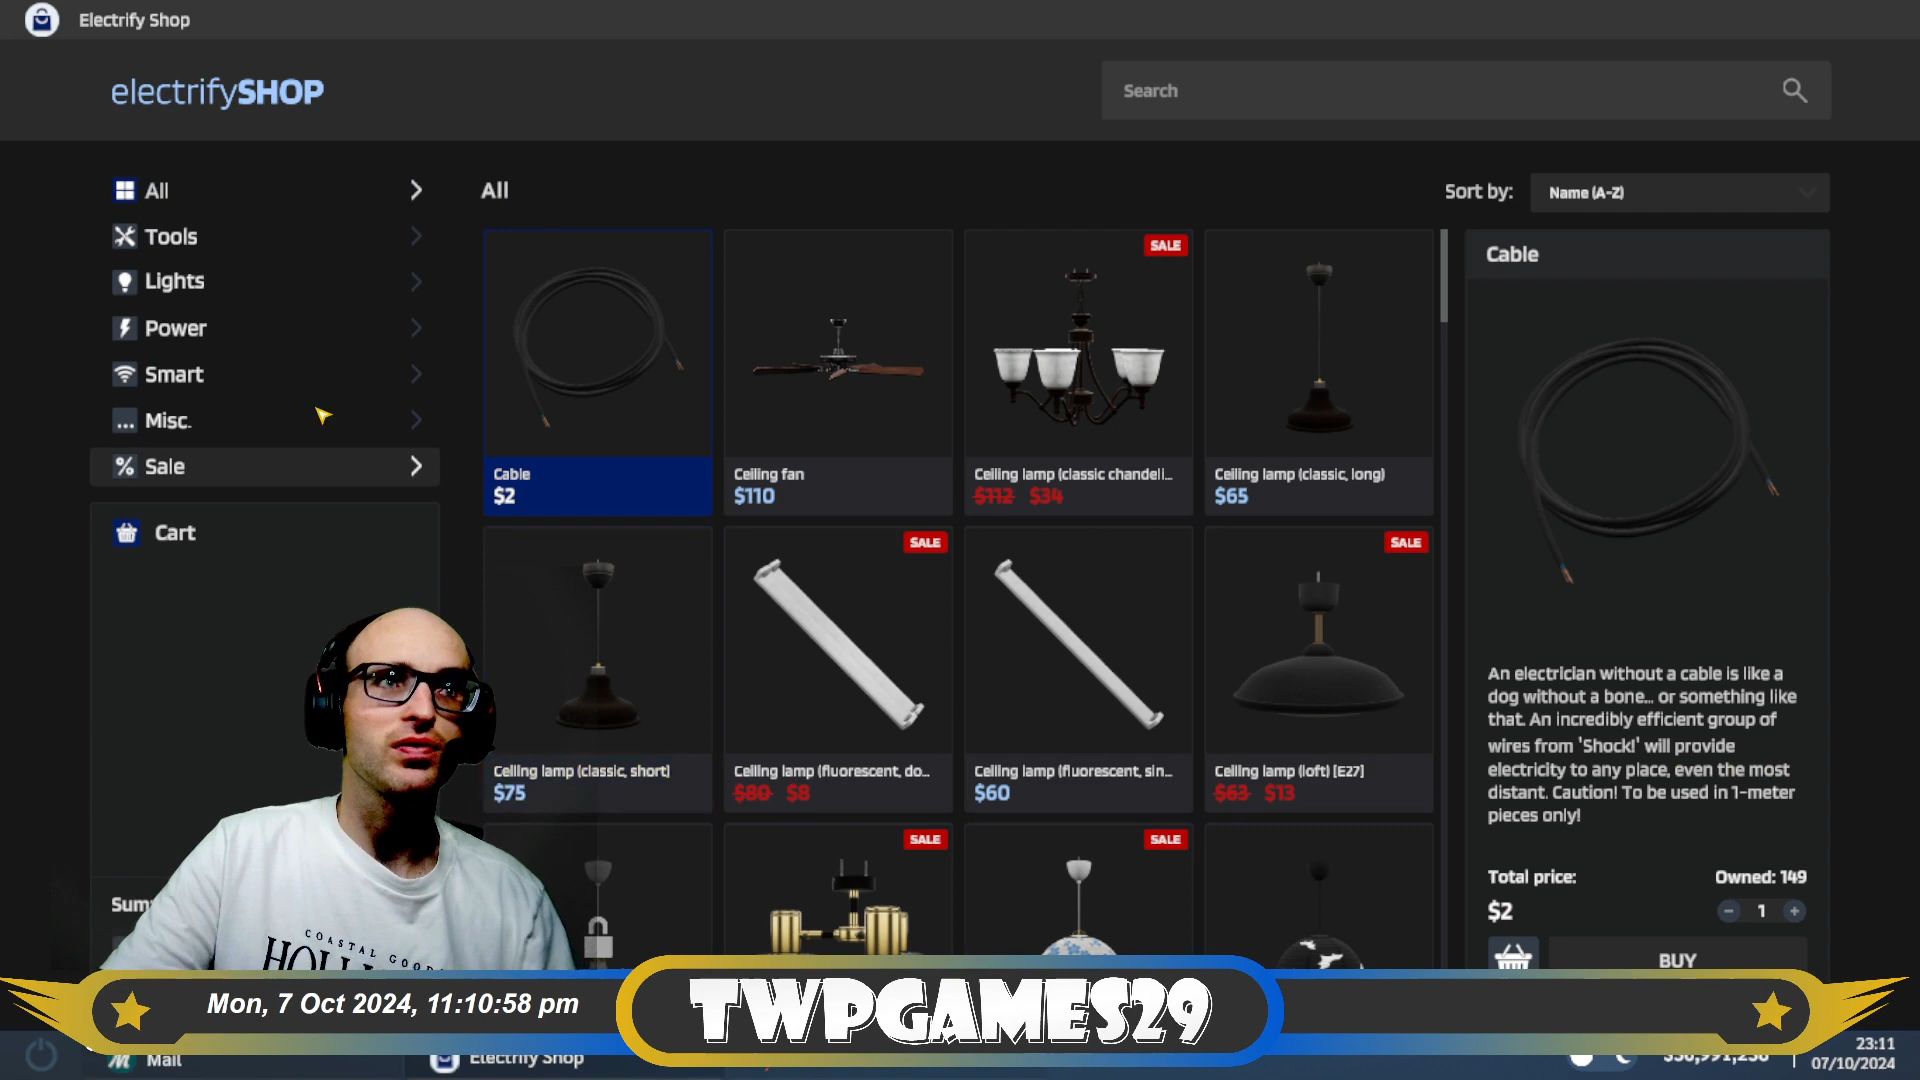 Electrify Shop
electrifySHOP
Search
All
Tools
Lights
Power
Smart
Misc.
Sale
Cart
All
Sort by:
Name (A-Z)
Cable
$2
Ceiling fan
$110
SALE
Ceiling lamp (classic chandeli...
$112 $34
Ceiling lamp (classic, long)
$65
Ceiling lamp (classic, short)
$75
SALE
Ceiling lamp (fluorescent, do...
$80 $8
Ceiling lamp (fluorescent, sin...
$60
SALE
Ceiling lamp (loft) [E27]
$63 $13
SALE
SALE
Cable
An electrician without a cable is like a
dog without a bone... or something like
that. An incredibly efficient group of
wires from 'Shock!' will provide
electricity to any place, even the most
distant. Caution! To be used in 1-meter
pieces only!
Total price:
Owned: 149
$2
1
BUY
COASTAL GOOD
Mon, 7 Oct 2024, 11:10:58 pm
TWPGAMES29
Mail
Electrify Shop
23:11
07/10/2024